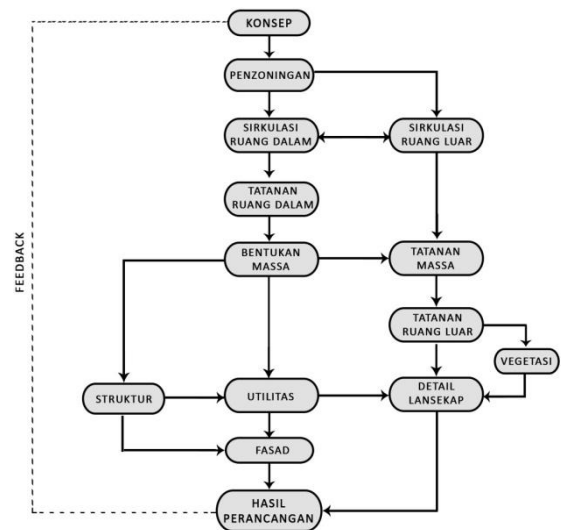 KONSEP
PENZONINGAN
SIRKULASI
RUANG DALAM
SIRKULASI
RUANG LUAR
TATANAN
RUANG DALAM
BENTUKAN
MASSA
TATANAN
MASSA
FEEDBACK
TATANAN
RUANG LUAR
VEGETASI
STRUKTUR
UTILITAS
DETAIL
LANSEKAP
FASAD
HASIL
PERANCANGAN